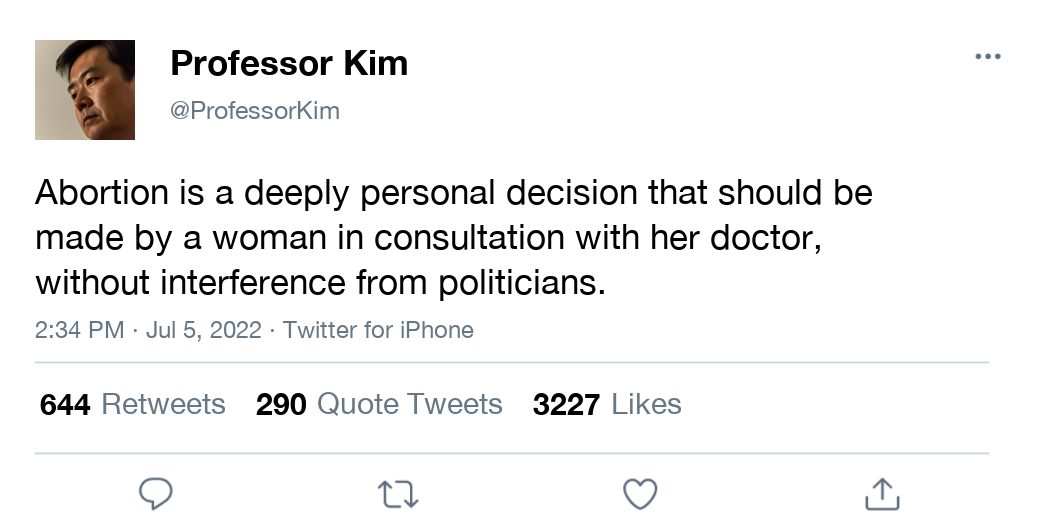 Professor Kim
@ProfessorKim
Abortion is a deeply personal decision that should be
made by a woman in consultation with her doctor,
without interference from politicians.
2:34 PM · Jul 5, 2022 · Twitter for iPhone
644 Retweets 290 Quote Tweets 3227 Likes